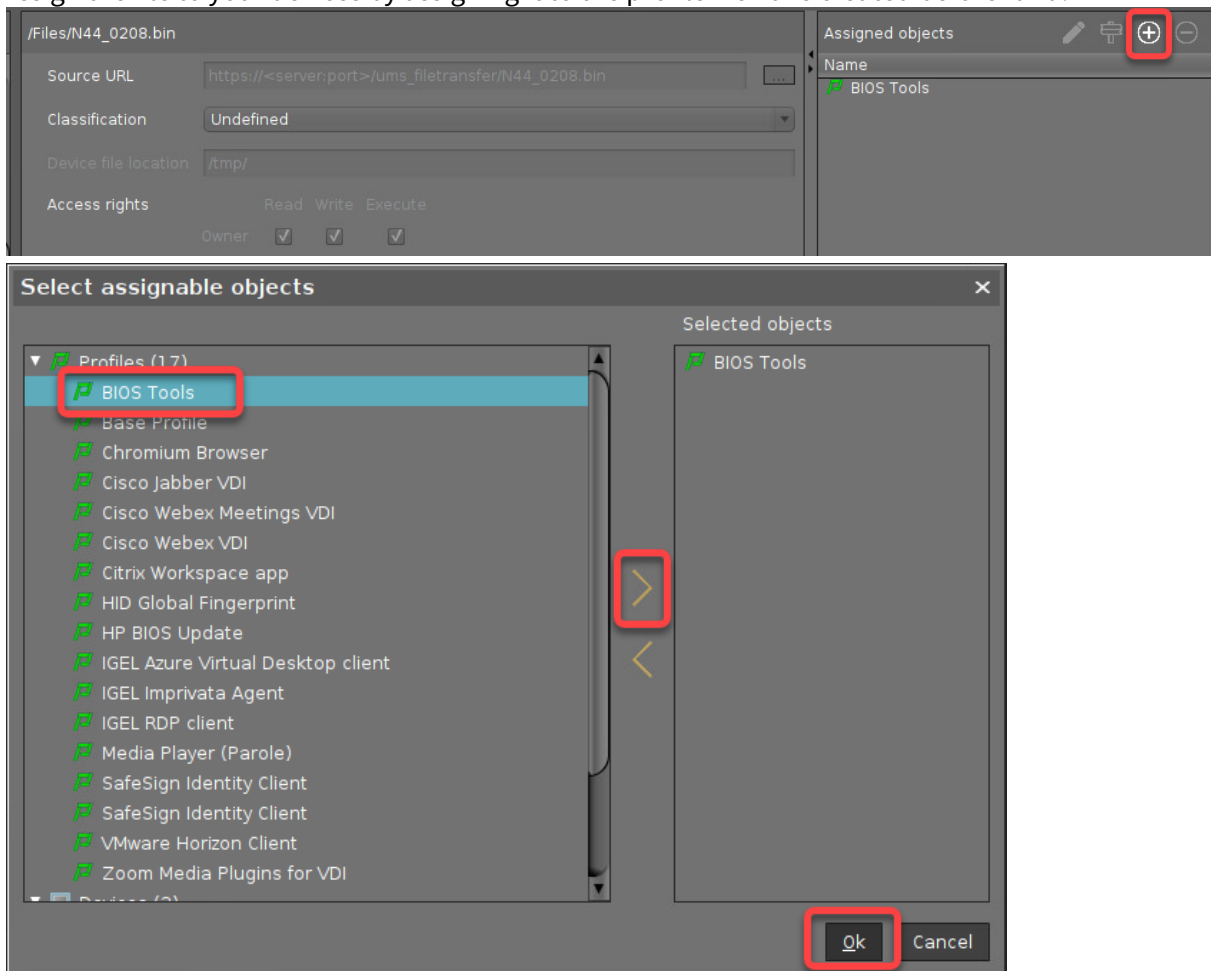 /Files/N44_0208.bin
Assigned objects
Source URL
https://<server:port>/ums_filetransfer/N44_0208.bin
...
Name
BIOS Tools
Classification
Undefined
Device file location
/tmp/
Access rights
Read Write Execute
Owner
Select assignable objects
Selected objects
Profiles (17)
BIOS Tools
BIOS Tools
Base Profile
Chromium Browser
Cisco Jabber VDI
Cisco Webex Meetings VDI
Cisco Webex VDI
Citrix Workspace app
HID Global Fingerprint
HP BIOS Update
IGEL Azure Virtual Desktop client
IGEL Imprivata Agent
IGEL RDP client
Media Player (Parole)
SafeSign Identity Client
SafeSign Identity Client
VMware Horizon Client
Zoom Media Plugins for VDI
Ok
Cancel